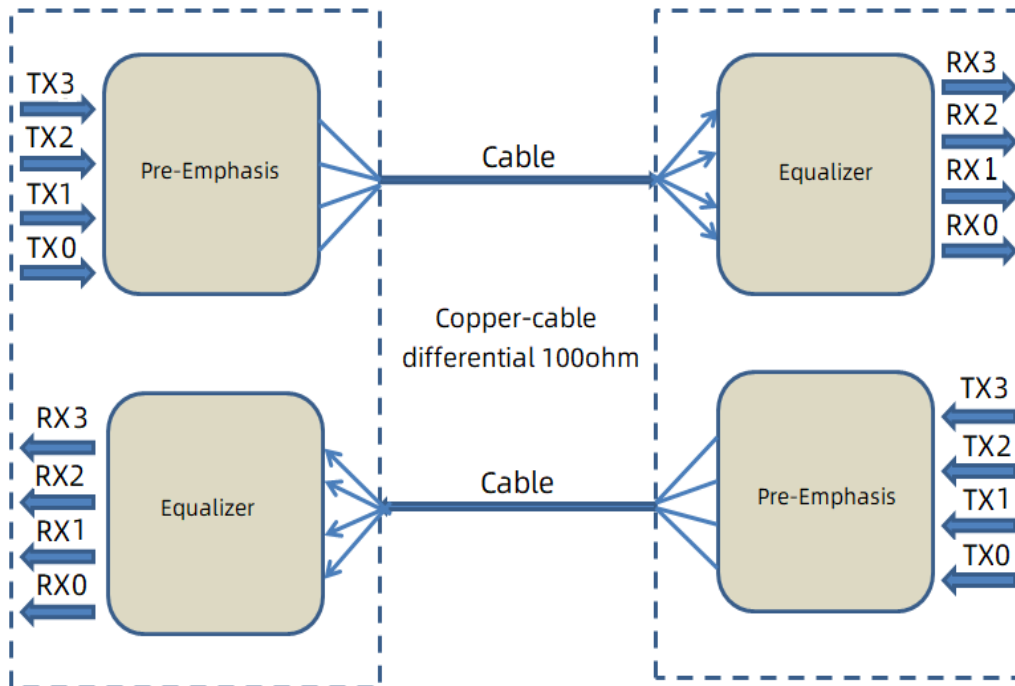 TX3
TX2
TX1
TX0
Pre-Emphasis
Cable
Equalizer
RX3
RX2
RX1
RX0
Copper-cable
differential 100ohm
RX3
RX2
RX1
RX0
Equalizer
Cable
Pre-Emphasis
TX3
TX2
TX1
TX0